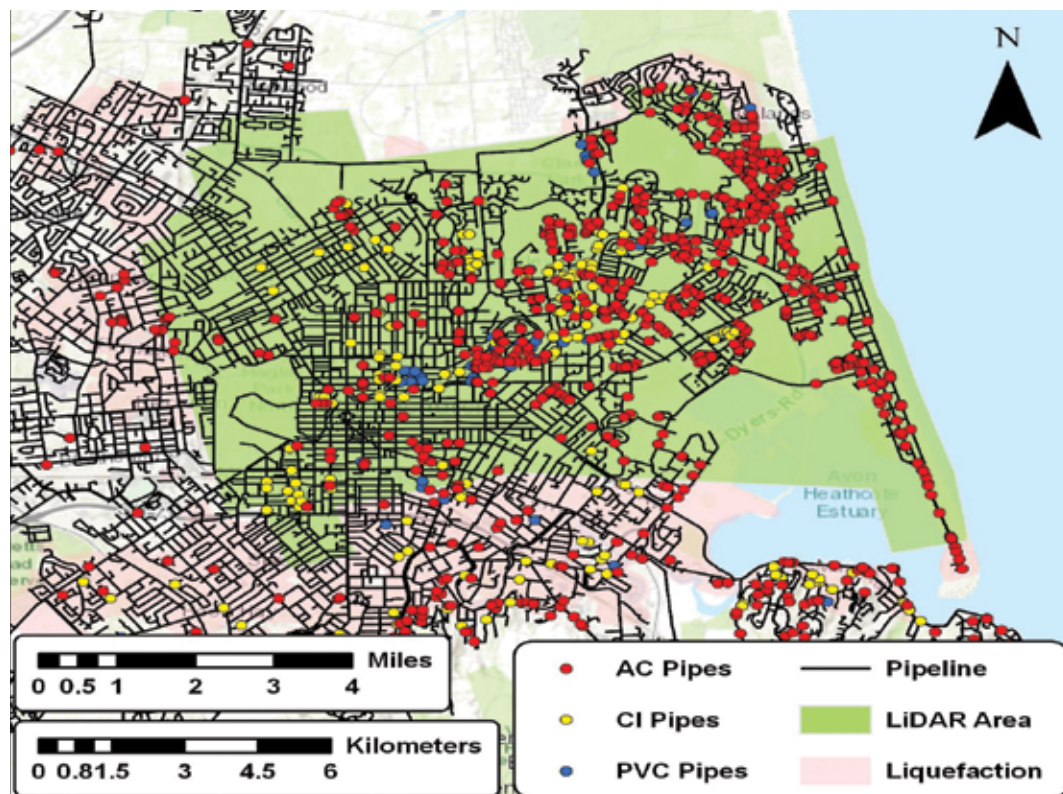 N
Dyers-Rd
Avon
Heathcote
Estuary
Miles
0 0.5 1 2 3 4
Kilometers
0 0.81.5 3 4.5 6
AC Pipes
CI Pipes
PVC Pipes
Pipeline
LiDAR Area
Liquefaction